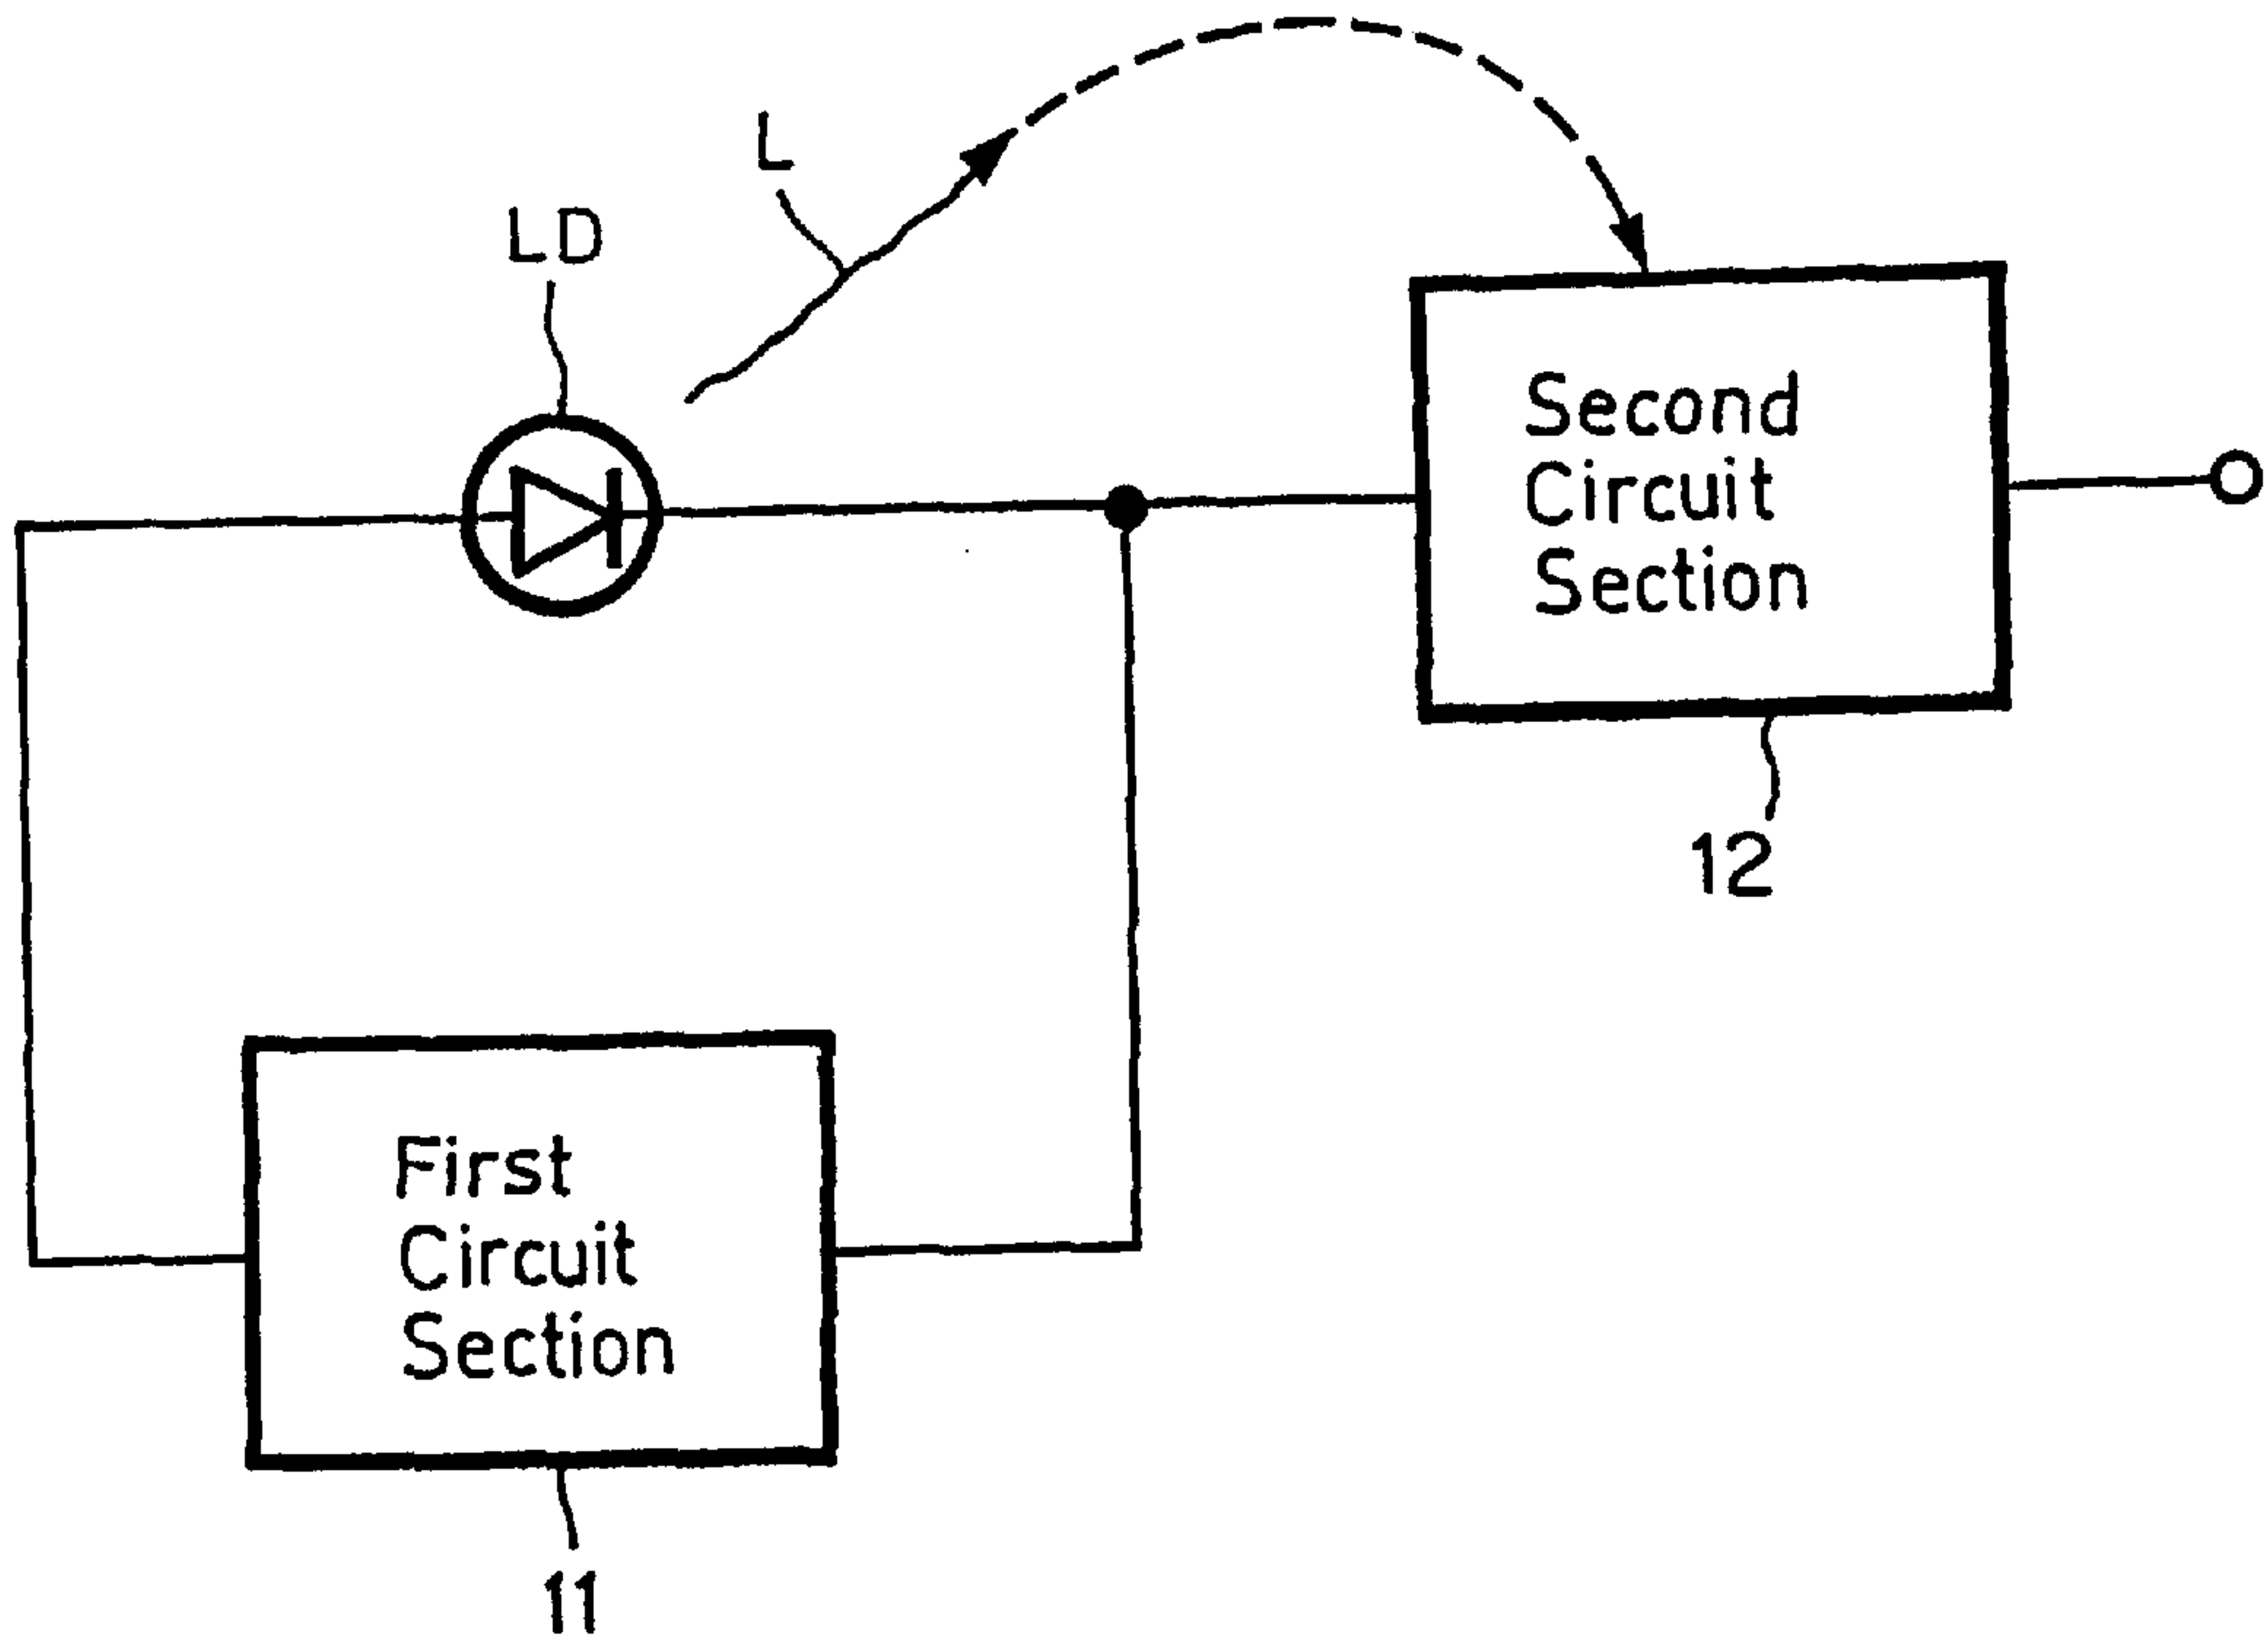 L
LD
Second
Circuit
Section
12
First
Circuit
Section
11